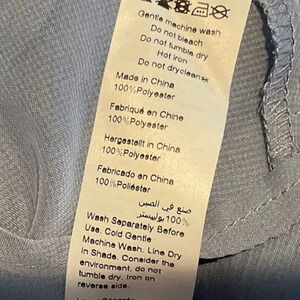 Gentle machine wash
Do not bleach
Do not tumble dry
Hot iron
Do not dryclean
Made in China
100%Polyester
Fabriqué en Chine
100%Polyester
Hergestellt in China
100%Polyester
Fabricado en China
100%Poliéster
صنع في الصين
100%بوليستر
Wash Separately Before
Use, Cold Gentle
Machine Wash. Line Dry
in Shade. Consider the
environment, do not
tumble dry. Iron on
reverse side.